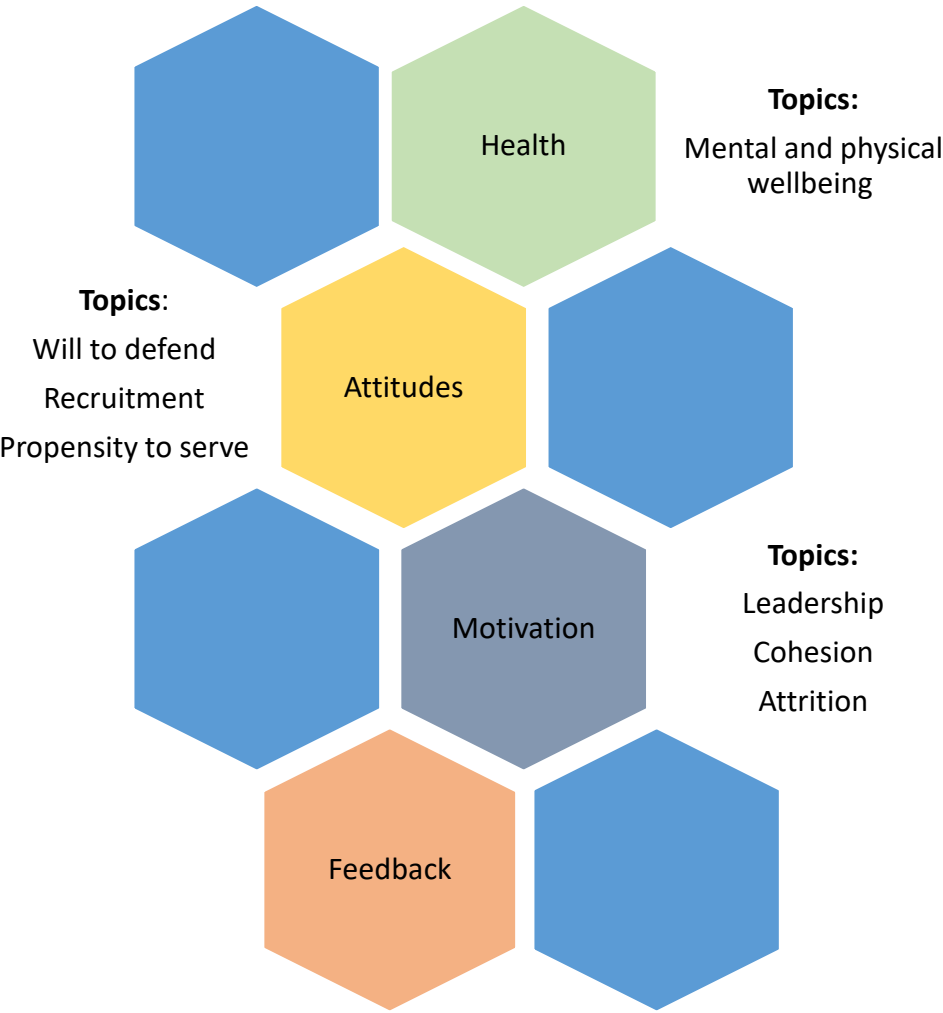 Health
Topics:
Mental and physical
wellbeing
Topics:
Will to defend
Recruitment
Propensity to serve
Attitudes
Motivation
Topics:
Leadership
Cohesion
Attrition
Feedback